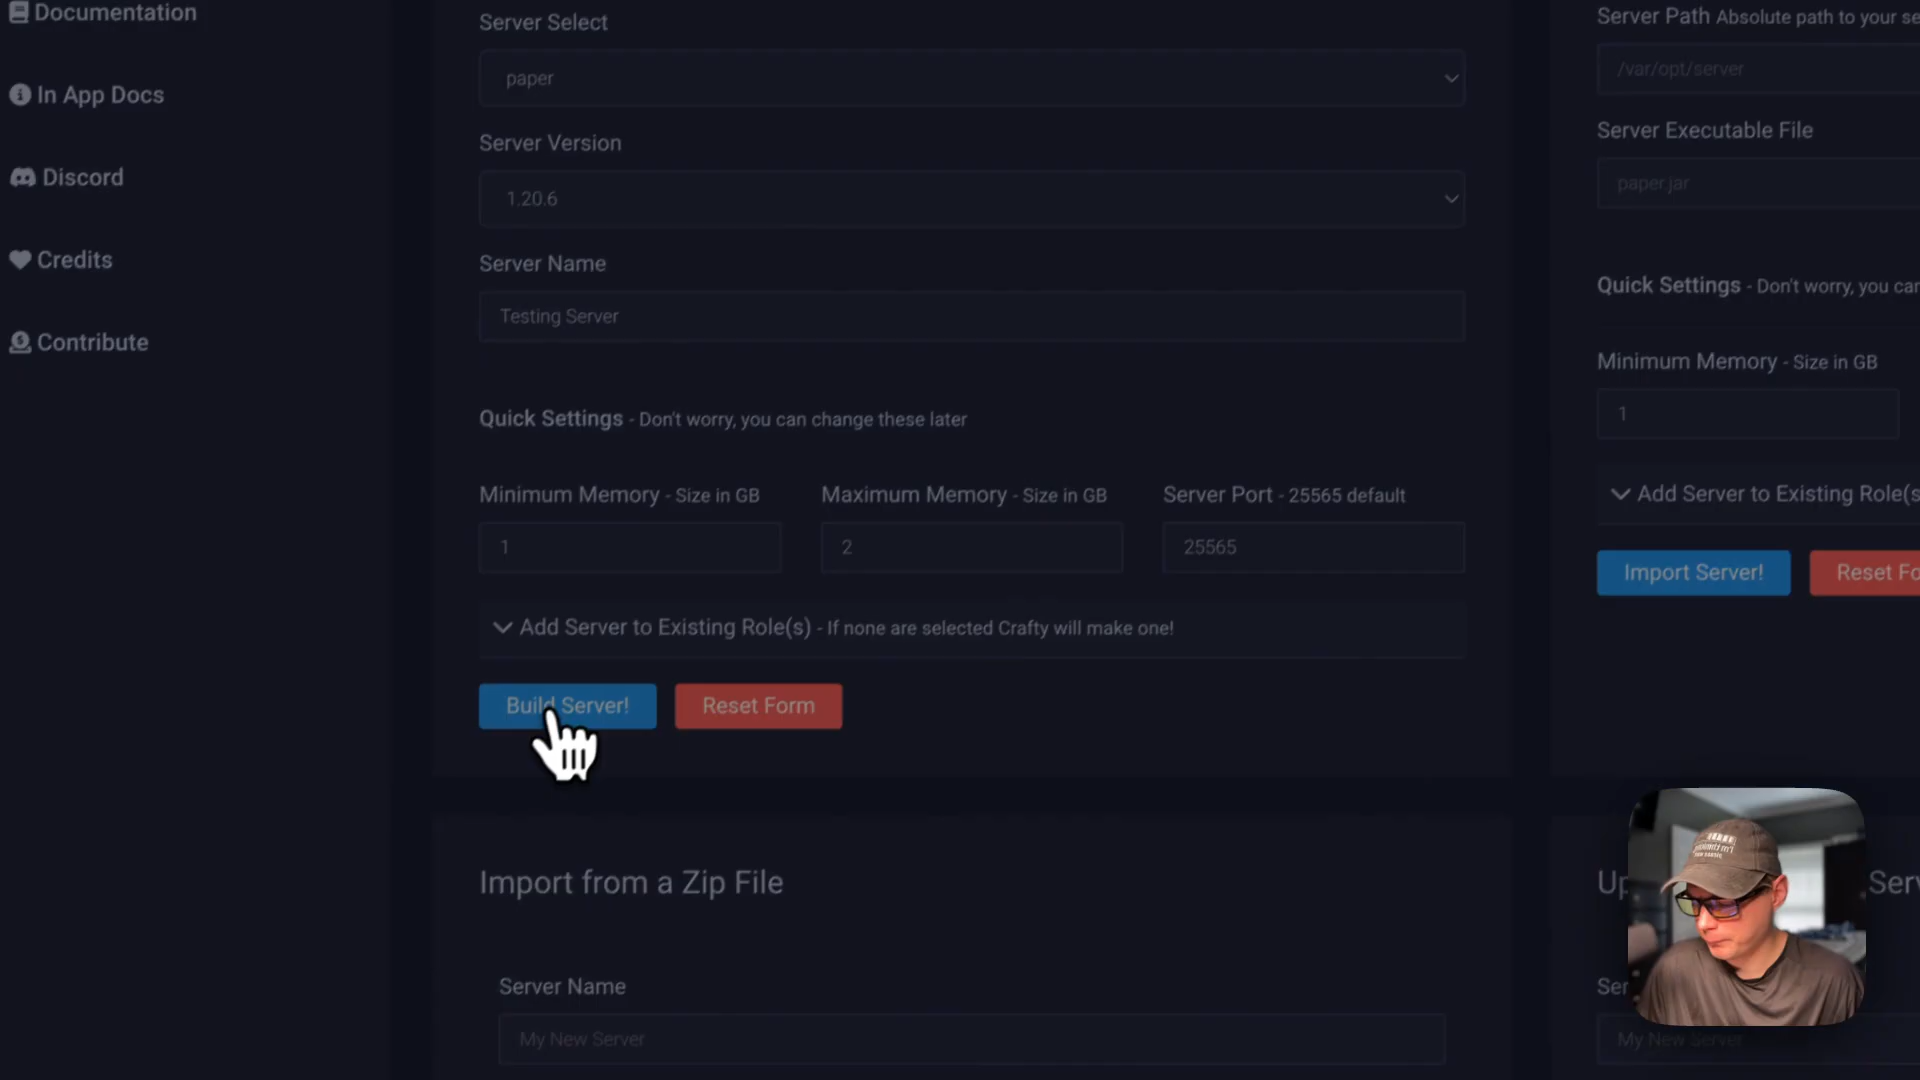 Documentation
In App Docs
Discord
Credits
Contribute
Server Select
paper
Server Version
1.20.6
Server Name
Testing Server
Quick Settings - Don't worry, you can change these later
Minimum Memory - Size in GB
Maximum Memory - Size in GB
Server Port - 25565 default
1
2
25565
Add Server to Existing Role(s) - If none are selected Crafty will make one!
Build Server!
Reset Form
Import from a Zip File
Server Name
My New Server
Server Path Absolute path to your se
/var/opt/server
Server Executable File
paper.jar
Quick Settings - Don't worry, you car
Minimum Memory - Size in GB
1
Add Server to Existing Role(s
Import Server!
Reset Fo
Up
Serv
Ser
My New Server